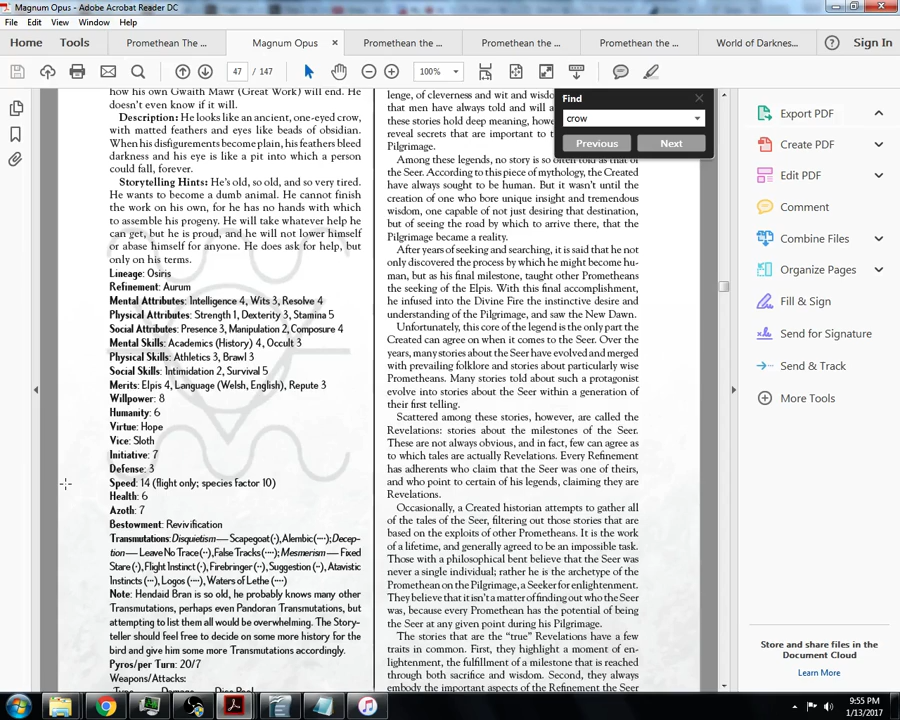 Magnum Opus - Adobe Acrobat Reader DC
File Edit View Window Help
Home Tools Promethean The ... Magnum Opus × Promethean the ... Promethean the ... Promethean the ... World of Darknes... Sign In
47 / 147 100%
Find
crow
Previous Next
how his own Gwaith Mawr (Great Work) will end. He
doesn't even know if it will.
Description: He looks like an ancient, one-eyed crow,
with matted feathers and eyes like beads of obsidian.
When his disfigurements become plain, his feathers bleed
darkness and his eye is like a pit into which a person
could fall, forever.
Storytelling Hints: He's old, so old, and so very tired.
He wants to become a dumb animal. He cannot finish
the work on his own, for he has no hands with which
to assemble his progeny. He will take whatever help he
can get, but he is proud, and he will not lower himself
or abase himself for anyone. He does ask for help, but
only on his terms.
Lineage: Osiris
Refinement: Aurum
Mental Attributes: Intelligence 4, Wits 3, Resolve 4
Physical Attributes: Strength 1, Dexterity 3, Stamina 5
Social Attributes: Presence 3, Manipulation 2, Composure 4
Mental Skills: Academics (History) 4, Occult 3
Physical Skills: Athletics 3, Brawl 3
Social Skills: Intimidation 2, Survival 5
Merits: Elpis 4, Language (Welsh, English), Repute 3
Willpower: 8
Humanity: 6
Virtue: Hope
Vice: Sloth
Initiative: 7
Defense: 3
Speed: 14 (flight only; species factor 10)
Health: 6
Azoth: 7
Bestowment: Revivification
Transmutations: Disquietism — Scapegoat (•), Alembic (•••); Decep-
tion — Leave No Trace (••), False Tracks (••••); Mesmerism — Fixed
Stare (•), Flight Instinct (•), Firebringer (••), Suggestion (••), Atavistic
Instincts (•••), Logos (••••), Waters of Lethe (••••)
Note: Hendaid Bran is so old, he probably knows many other
Transmutations, perhaps even Pandoran Transmutations, but
attempting to list them all would be overwhelming. The Story-
teller should feel free to decide on some more history for the
bird and give him some more Transmutations accordingly.
Pyros/per Turn: 20/7
Weapons/Attacks:
Type Damage Dice Pool
lenge, of cleverness and wit and wisdo
that men have always told and will a
these stories hold deep meaning, howe
reveal secrets that are important to t
Pilgrimage.
Among these legends, no story is so often told as that of
the Seer. According to this piece of mythology, the Created
have always sought to be human. But it wasn't until the
creation of one who bore unique insight and tremendous
wisdom, one capable of not just desiring that destination,
but of seeing the road by which to arrive there, that the
Pilgrimage became a reality.
After years of seeking and searching, it is said that he not
only discovered the process by which he might become hu-
man, but as his final milestone, taught other Prometheans
the seeking of the Elpis. With this final accomplishment,
he infused into the Divine Fire the instinctive desire and
understanding of the Pilgrimage, and saw the New Dawn.
Unfortunately, this core of the legend is the only part the
Created can agree on when it comes to the Seer. Over the
years, many stories about the Seer have evolved and merged
with prevailing folklore and stories about particularly wise
Prometheans. Many stories told about such a protagonist
evolve into stories about the Seer within a generation of
their first telling.
Scattered among these stories, however, are called the
Revelations: stories about the milestones of the Seer.
These are not always obvious, and in fact, few can agree as
to which tales are actually Revelations. Every Refinement
has adherents who claim that the Seer was one of theirs,
and who point to certain of his legends, claiming they are
Revelations.
Occasionally, a Created historian attempts to gather all
of the tales of the Seer, filtering out those stories that are
based on the exploits of other Prometheans. It is the work
of a lifetime, and generally agreed to be an impossible task.
Those with a philosophical bent believe that the Seer was
never a single individual; rather he is the archetype of the
Promethean on the Pilgrimage, a Seeker for enlightenment.
They believe that it isn't a matter of finding out who the Seer
was, because every Promethean has the potential of being
the Seer at any given point during his Pilgrimage.
The stories that are the “true” Revelations have a few
traits in common. First, they highlight a moment of en-
lightenment, the fulfillment of a milestone that is reached
through both sacrifice and wisdom. Second, they always
embody the important aspects of the Refinement the Seer
Export PDF
Create PDF
Edit PDF
Comment
Combine Files
Organize Pages
Fill & Sign
Send for Signature
Send & Track
More Tools
Store and share files in the
Document Cloud
Learn More
9:55 PM
1/13/2017